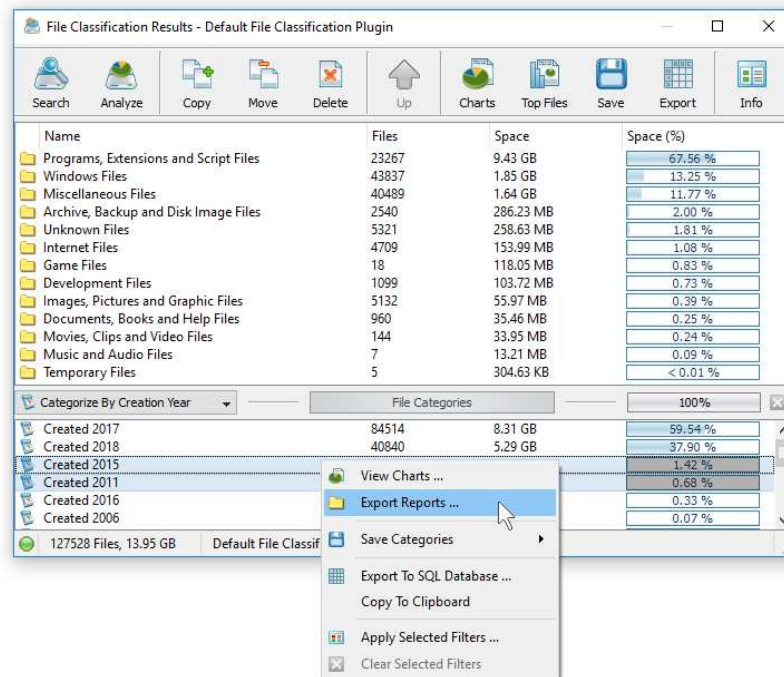 File Classification Results - Default File Classification Plugin
Search Analyze Copy Move Delete Up Charts Top Files Save Export Info
Name Files Space Space (%)
Programs, Extensions and Script Files 23267 9.43 GB 67.56 %
Windows Files 43837 1.85 GB 13.25 %
Miscellaneous Files 40489 1.64 GB 11.77 %
Archive, Backup and Disk Image Files 2540 286.23 MB 2.00 %
Unknown Files 5321 258.63 MB 1.81 %
Internet Files 4709 153.99 MB 1.08 %
Game Files 18 118.05 MB 0.83 %
Development Files 1099 103.72 MB 0.73 %
Images, Pictures and Graphic Files 5132 55.97 MB 0.39 %
Documents, Books and Help Files 960 35.46 MB 0.25 %
Movies, Clips and Video Files 144 33.95 MB 0.24 %
Music and Audio Files 7 13.21 MB 0.09 %
Temporary Files 5 304.63 KB < 0.01 %
Categorize By Creation Year File Categories 100%
Created 2017 84514 8.31 GB 59.54 %
Created 2018 40840 5.29 GB 37.90 %
Created 2015 1.42 %
Created 2011 0.68 %
Created 2016 0.33 %
Created 2006 0.07 %
127528 Files, 13.95 GB Default File Classif
View Charts ...
Export Reports ...
Save Categories
Export To SQL Database ...
Copy To Clipboard
Apply Selected Filters ...
Clear Selected Filters